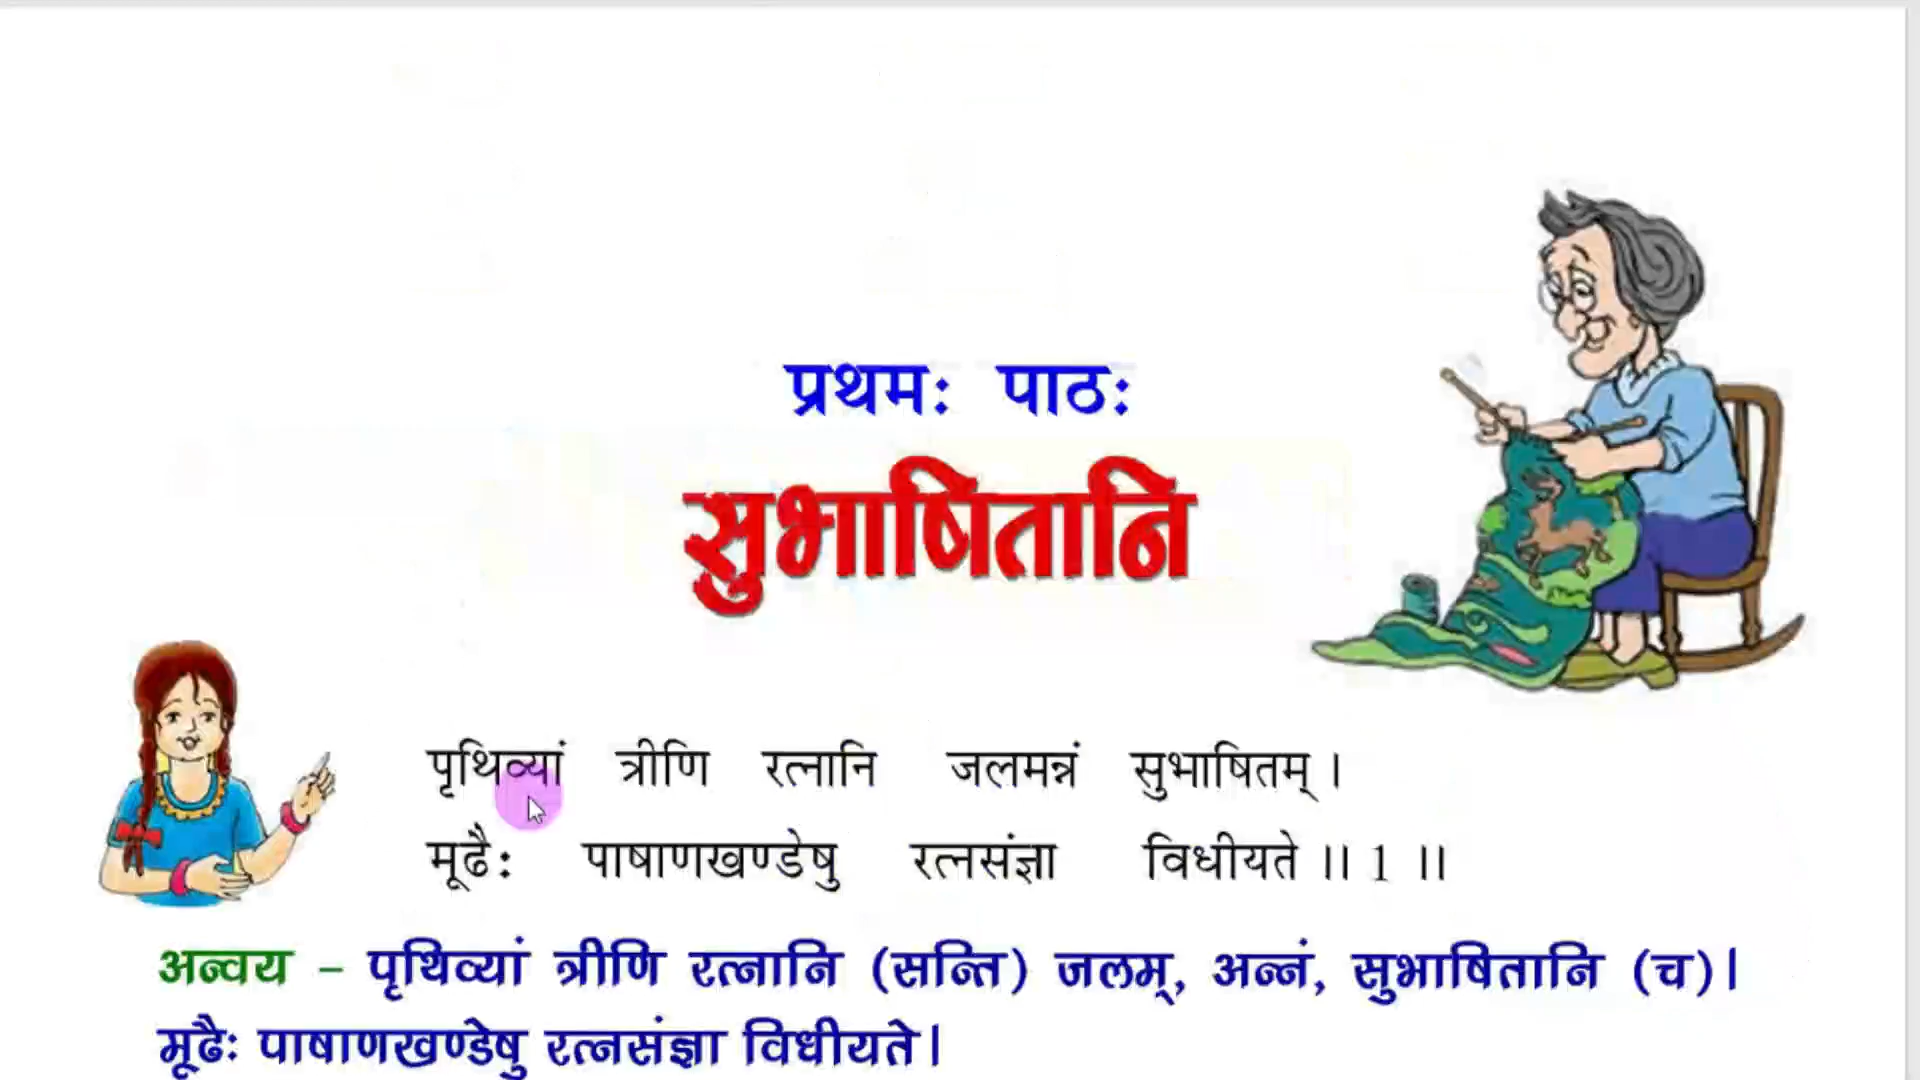 प्रथमः पाठः
सुभाषितानि
पृथिव्यां त्रीणि रत्नानि जलमन्नं सुभाषितम् ।
मूढैः पाषाणखण्डेषु रत्नसंज्ञा विधीयते ।। 1 ।।
अन्वय – पृथिव्यां त्रीणि रत्नानि (सन्ति) जलम्, अन्नं, सुभाषितानि (च)।
मूढैः पाषाणखण्डेषु रत्नसंज्ञा विधीयते।